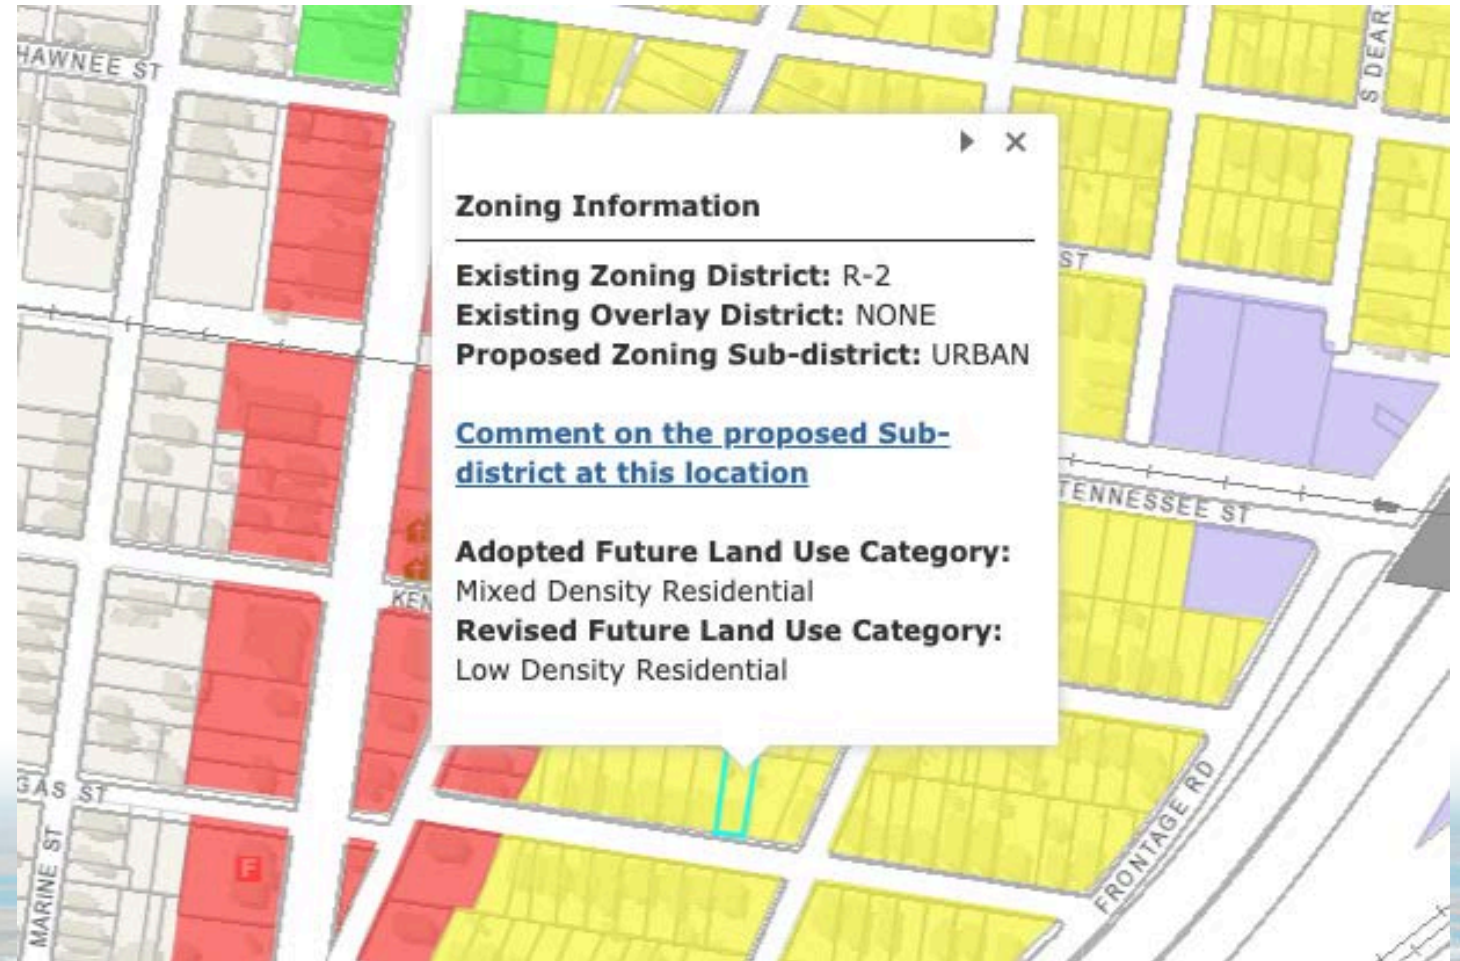 HAWNEE ST
S DEAR
Zoning Information
Existing Zoning District: R-2
Existing Overlay District: NONE
Proposed Zoning Sub-district: URBAN
Comment on the proposed Sub-
district at this location
Adopted Future Land Use Category:
Mixed Density Residential
Revised Future Land Use Category:
Low Density Residential
ST
TENNESSEE ST
KEN
GAS ST
MARINE ST
F
FRONTAGE RD